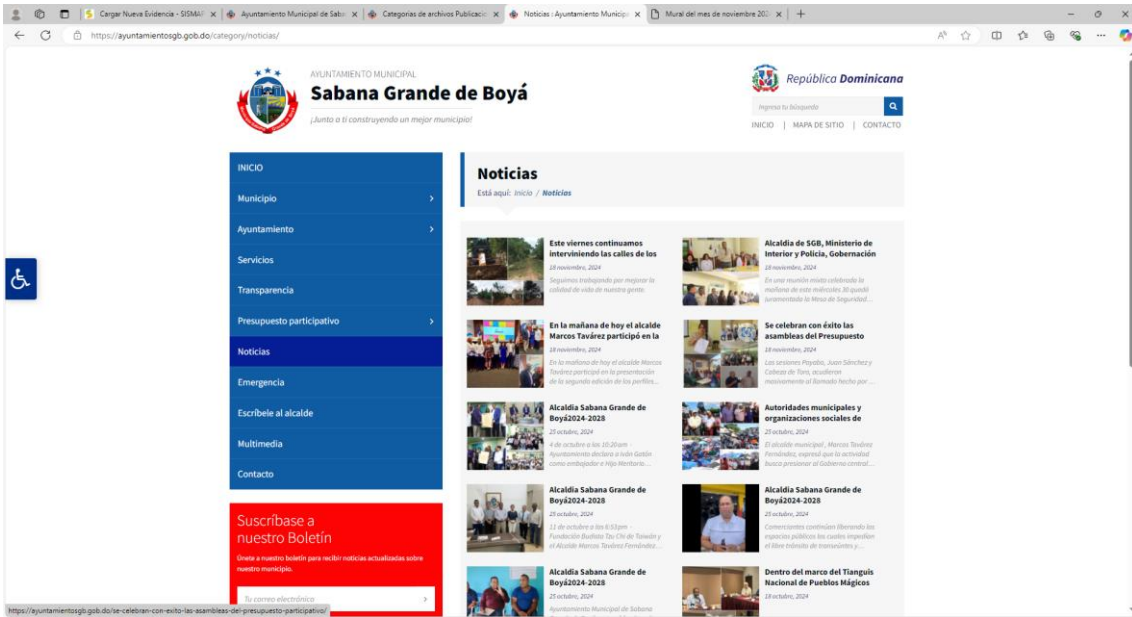 Cargar Nueva Evidencia - SISMAP
Ayuntamiento Municipal de Saba
Categorias de archivos Publicacio
Noticias : Ayuntamiento Municip
Mural del mes de noviembre 202
https://ayuntamientosgb.gob.do/category/noticias/
AYUNTAMIENTO MUNICIPAL
Sabana Grande de Boyá
¡Junto a ti construyendo un mejor municipio!
República Dominicana
Ingresa tu búsqueda
INICIO | MAPA DE SITIO | CONTACTO
INICIO
Municipio
Ayuntamiento
Servicios
Transparencia
Presupuesto participativo
Noticias
Emergencia
Escríbele al alcalde
Multimedia
Contacto
Suscríbase a
nuestro Boletín
Únete a nuestro boletín para recibir noticias actualizadas sobre
nuestro municipio.
Tu correo electrónico
Noticias
Está aquí: Inicio / Noticias
Este viernes continuamos
interviniendo las calles de los
18 noviembre, 2024
Seguimos trabajando por mejorar la
calidad de vida de nuestra gente.
Alcaldia de SGB, Ministerio de
Interior y Policia, Gobernación
18 noviembre, 2024
En una reunión mixta celebrada la
mañana de este miércoles 30 quedó
juramentada la Mesa de Seguridad...
En la mañana de hoy el alcalde
Marcos Tavárez participó en la
18 noviembre, 2024
En la mañana de hoy el alcalde Marcos
Tavárez participó en la presentación
de la segunda edición de los perfiles...
Se celebran con éxito las
asambleas del Presupuesto
18 noviembre, 2024
Las sesiones Payabo, Juan Sánchez y
Cabeza de Toro, acudieron
masivamente al llamado hecho por ...
Alcaldía Sabana Grande de
Boyá2024-2028
25 octubre, 2024
4 de octubre a las 10:20am ·
Ayuntamiento declara a Iván Gatón
como embajador e Hijo Meritorio...
Autoridades municipales y
organizaciones sociales de
25 octubre, 2024
El alcalde municipal, Marcos Tavárez
Fernández, expresó que la actividad
busca presionar al Gobierno central...
Alcaldía Sabana Grande de
Boyá2024-2028
25 octubre, 2024
11 de octubre a las 6:51pm ·
Fundación Budista Tzu Chi de Taiwán y
el Alcalde Marcos Tavárez Fernández...
Alcaldía Sabana Grande de
Boyá2024-2028
25 octubre, 2024
Comerciantes continúan liberando los
espacios públicos los cuales impedían
el libre tránsito de transeúntes y...
Alcaldía Sabana Grande de
Boyá2024-2028
25 octubre, 2024
Ayuntamiento Municipal de Sabana
Dentro del marco del Tianguis
Nacional de Pueblos Mágicos
18 octubre, 2024
https://ayuntamientosgb.gob.do/se-celebran-con-exito-las-asambleas-del-presupuesto-participativo/